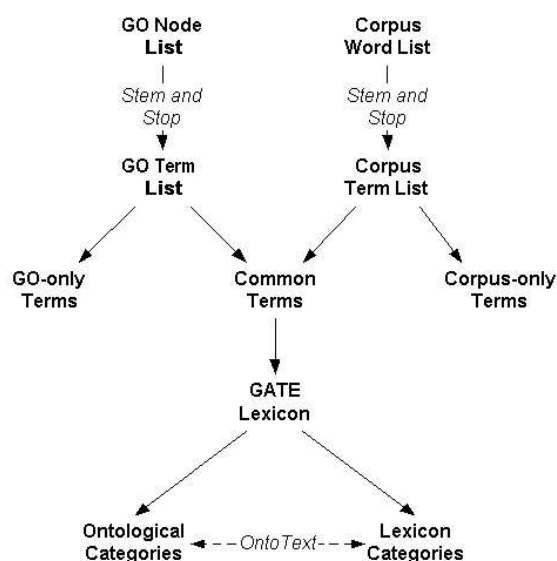 GO Node
List
Corpus
Word List
Stem and
Stop
Stem and
Stop
GO Term
List
Corpus
Term List
GO-only
Terms
Common
Terms
Corpus-only
Terms
GATE
Lexicon
Ontological
Categories
OntoText
Lexicon
Categories